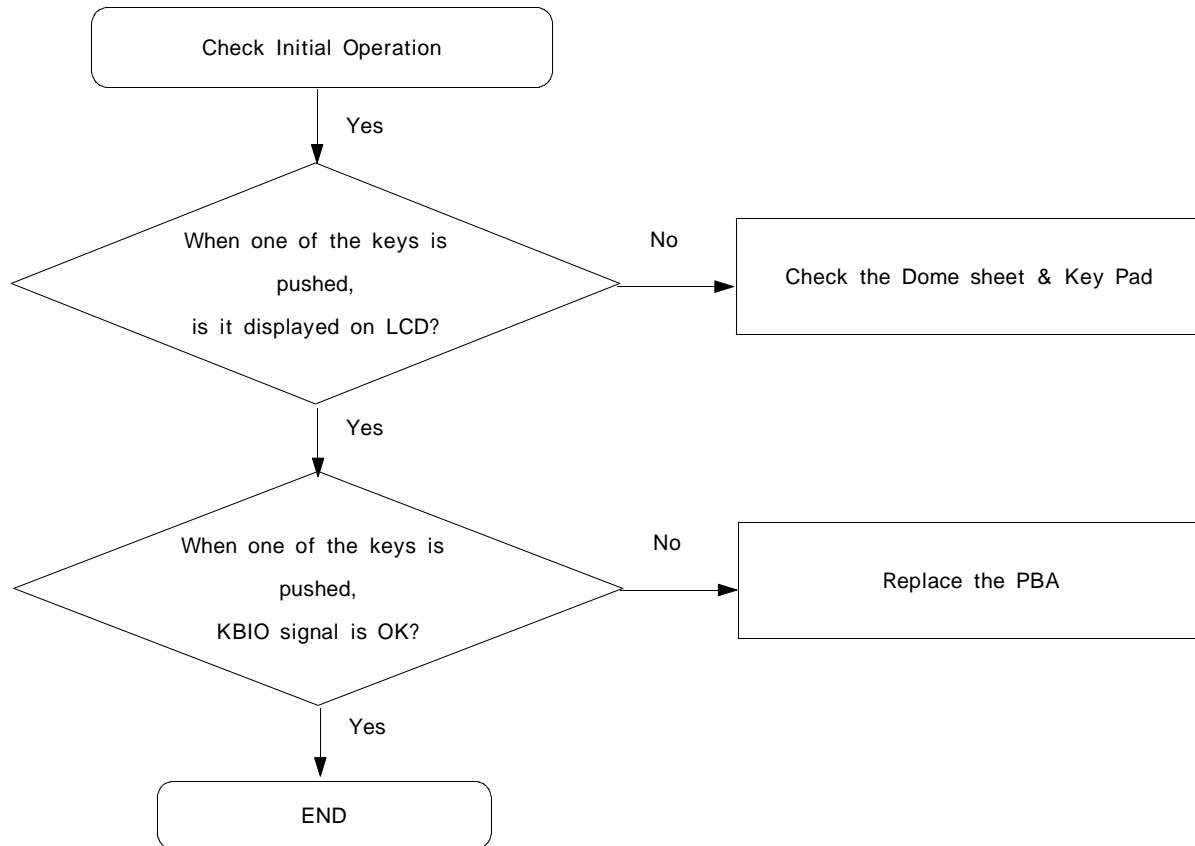 Check Initial Operation
Yes
When one of the keys is
pushed,
is it displayed on LCD?
No
Check the Dome sheet & Key Pad
Yes
When one of the keys is
pushed,
KBIO signal is OK?
No
Replace the PBA
Yes
END